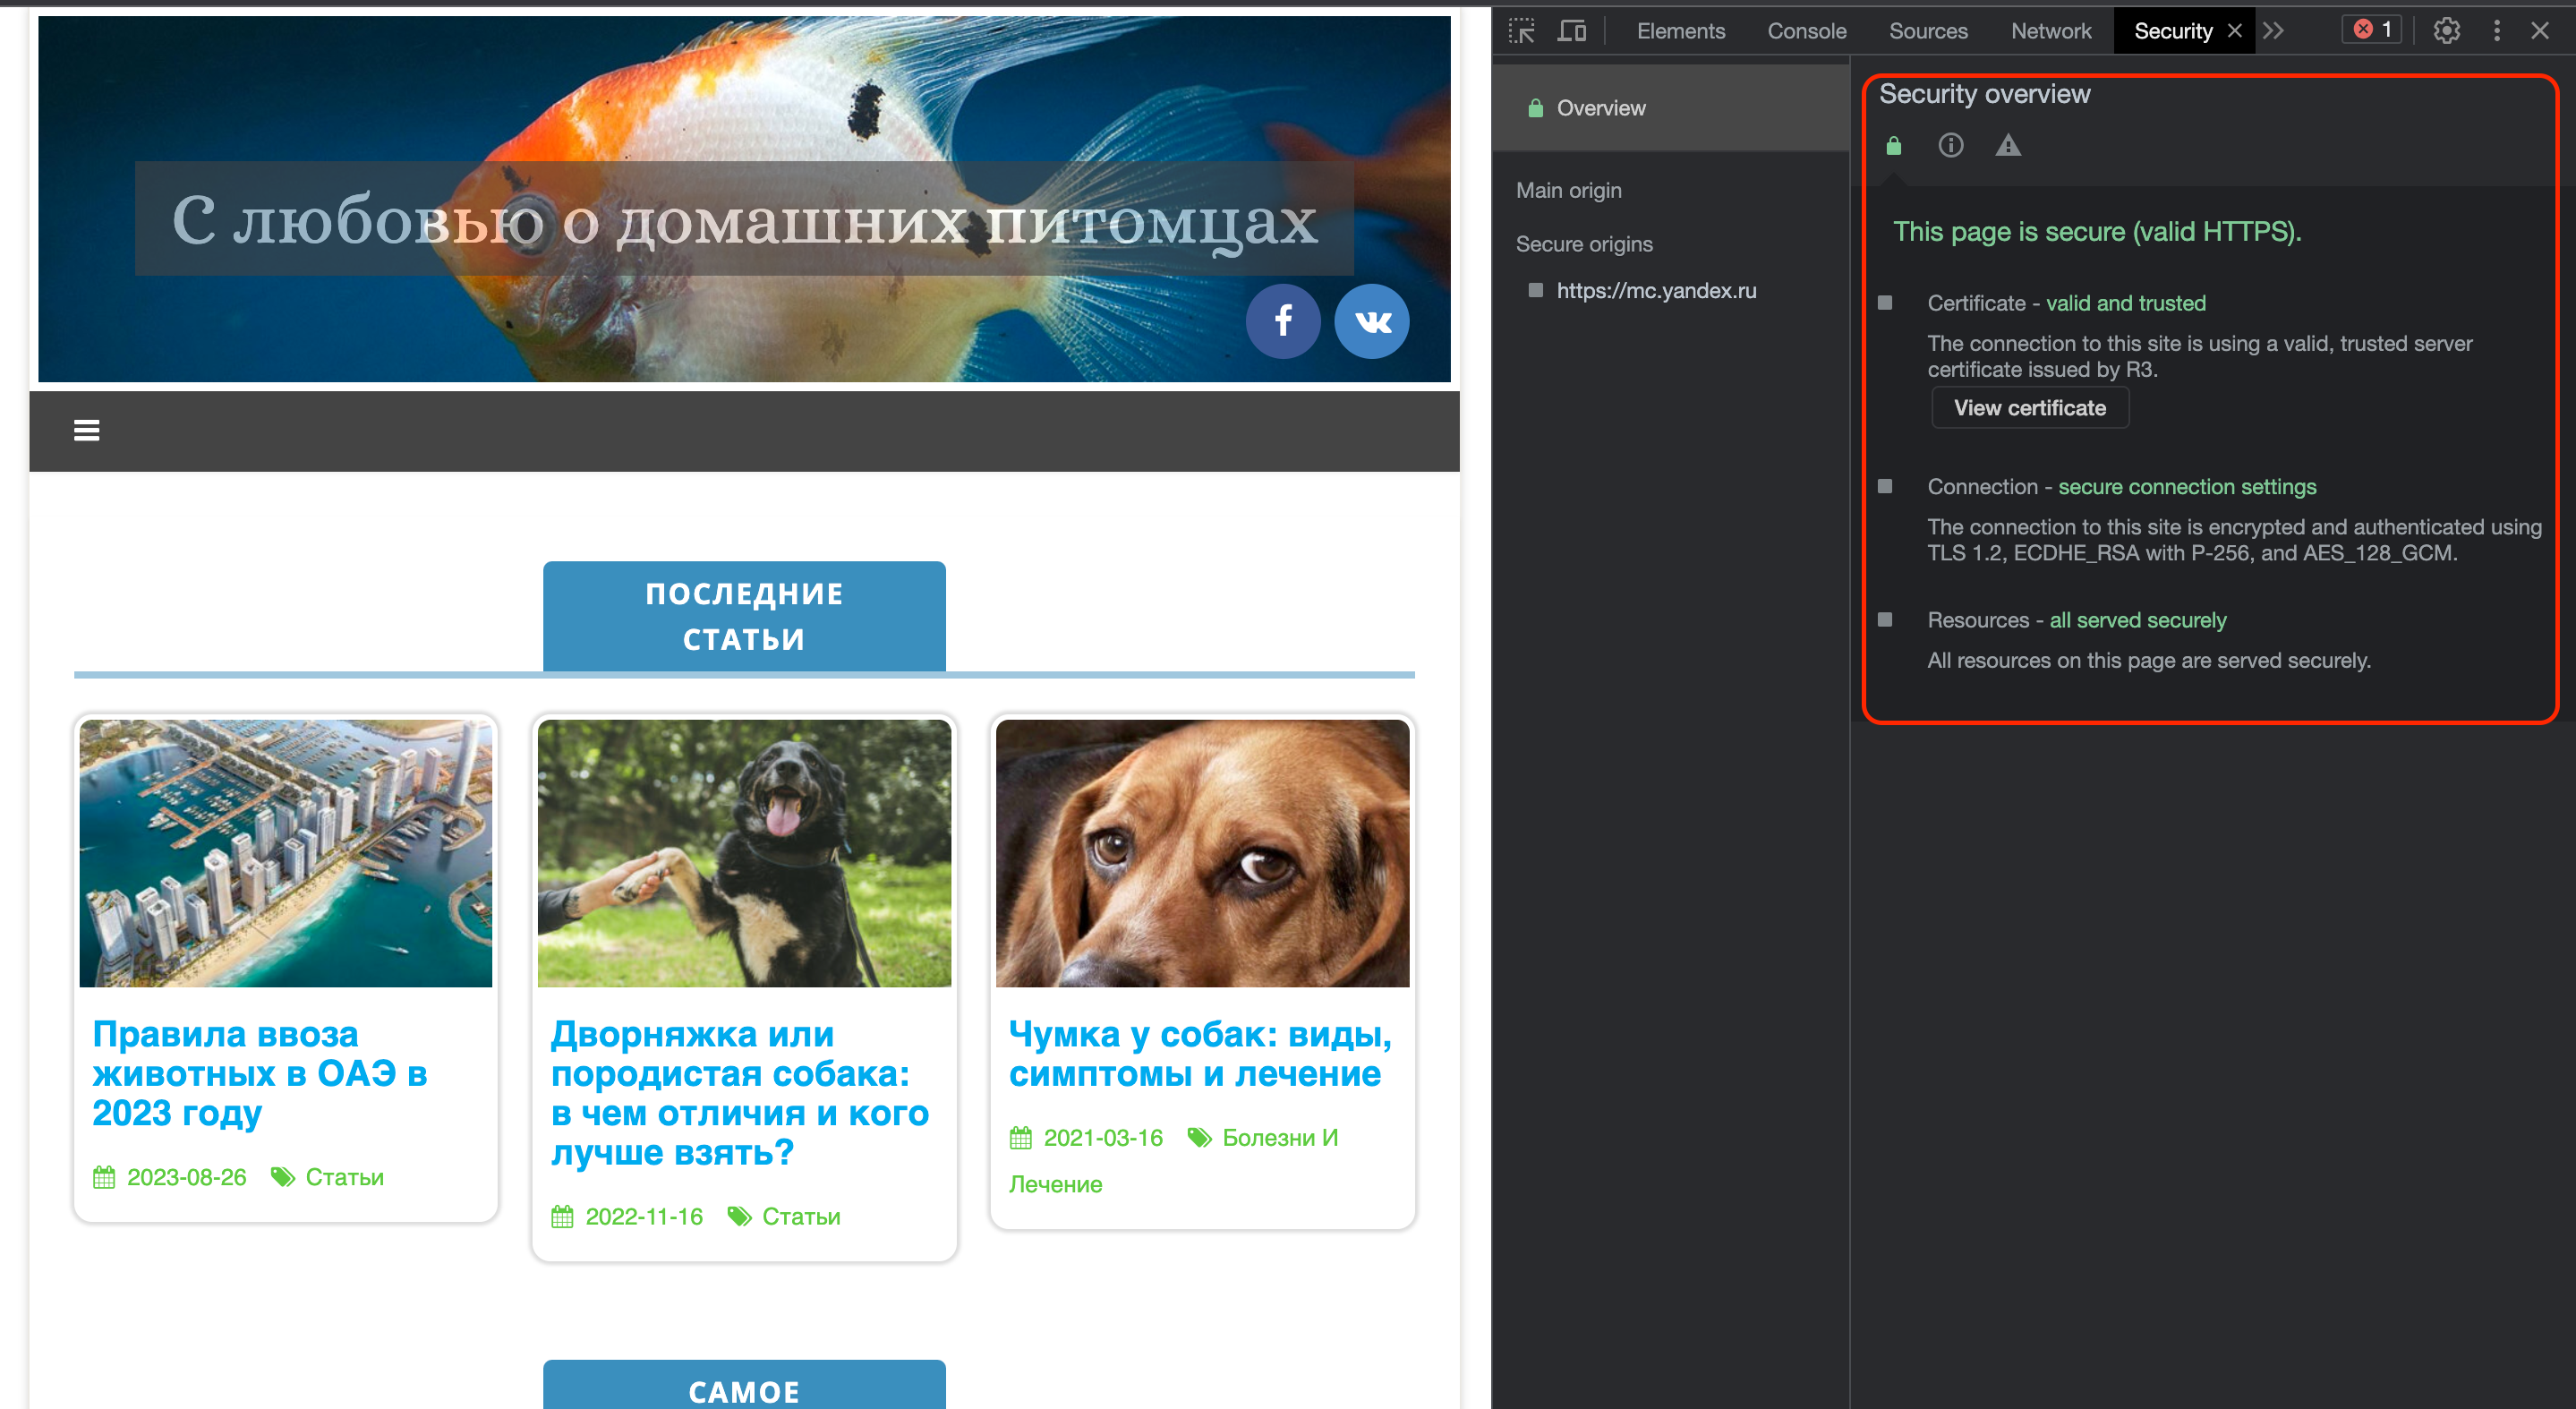 С любовью о домашних питомцах
ПОСЛЕДНИЕ
СТАТЬИ
Правила ввоза
животных в ОАЭ в
2023 году
2023-08-26 Статьи
Дворняжка или
породистая собака:
в чем отличия и кого
лучше взять?
2022-11-16 Статьи
Чумка у собак: виды,
симптомы и лечение
2021-03-16 Болезни И
Лечение
САМОЕ
Elements Console Sources Network Security 1
Overview
Main origin
Secure origins
https://mc.yandex.ru
Security overview
This page is secure (valid HTTPS).
Certificate - valid and trusted
The connection to this site is using a valid, trusted server
certificate issued by R3.
View certificate
Connection - secure connection settings
The connection to this site is encrypted and authenticated using
TLS 1.2, ECDHE_RSA with P-256, and AES_128_GCM.
Resources - all served securely
All resources on this page are served securely.